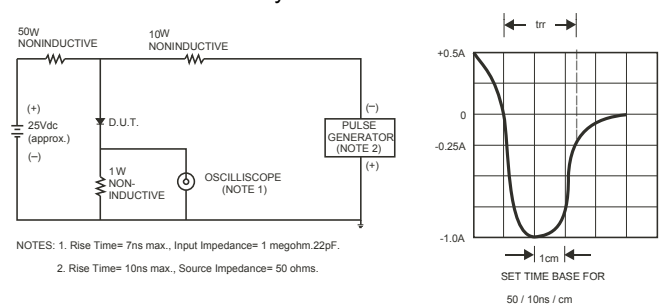 50W
NONINDUCTIVE
10W
NONINDUCTIVE
(+)
25Vdc
(approx.)
(–)
D.U.T.
1W
NON-
INDUCTIVE
OSCILLISCOPE
(NOTE 1)
(–)
PULSE
GENERATOR
(NOTE 2)
(+)
NOTES: 1. Rise Time= 7ns max., Input Impedance= 1 megohm.22pF.
2. Rise Time= 10ns max., Source Impedance= 50 ohms.
trr
+0.5A
0
-0.25A
-1.0A
1cm
SET TIME BASE FOR
50 / 10ns / cm